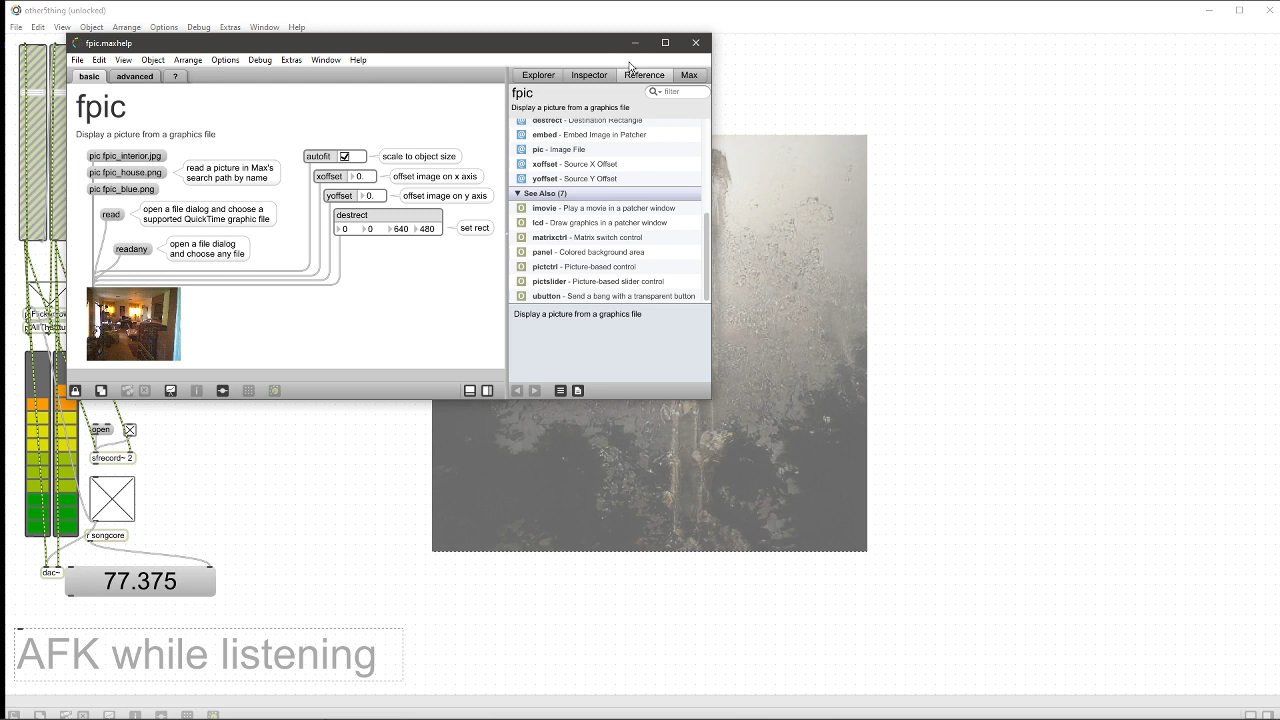 other5thing (unlocked)
File Edit View Object Arrange Options Debug Extras Window Help
fpic.maxhelp
File Edit View Object Arrange Options Debug Extras Window Help
basic advanced ?
Explorer Inspector Reference Max
fpic
Display a picture from a graphics file
pic fpic_interior.jpg
pic fpic_house.png
pic fpic_blue.png
read a picture in Max's
search path by name
read
open a file dialog and choose a
supported QuickTime graphic file
readany
open a file dialog
and choose any file
autofit
scale to object size
xoffset 0.
offset image on x axis
yoffset 0.
offset image on y axis
destrect
0 0 640 480
set rect
fpic
filter
Display a picture from a graphics file
destrect - Destination Rectangle
embed - Embed Image in Patcher
pic - Image File
xoffset - Source X Offset
yoffset - Source Y Offset
See Also (7)
imovie - Play a movie in a patcher window
lcd - Draw graphics in a patcher window
matrixctrl - Matrix switch control
panel - Colored background area
pictctrl - Picture-based control
pictslider - Picture-based slider control
ubutton - Send a bang with a transparent button
Display a picture from a graphics file
open
sfrecord~ 2
r songcore
dac~
77.375
AFK while listening